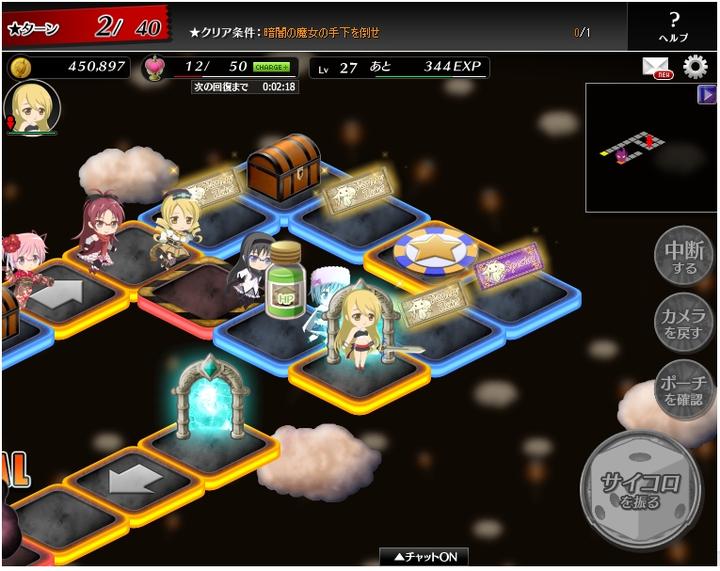 ★ターン 2/ 40
★クリア条件：暗闇の魔女の手下を倒せ 0/1
?
ヘルプ
450,897
12/ 50 CHARGE+
Lv 27 あと 344EXP
NEW
次の回復まで 0:02:18
Special
HP
中断
する
カメラ
を戻す
ポーチ
を確認
サイコロ
を振る
AL
▲チャットON